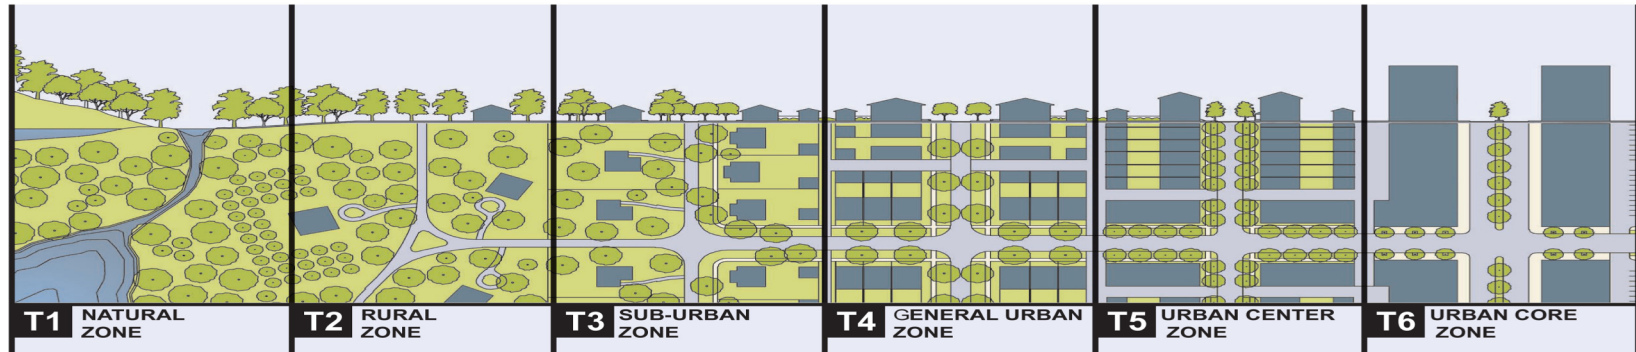 T1 NATURAL
ZONE
T2 RURAL
ZONE
T3 SUB-URBAN
ZONE
T4 GENERAL URBAN
ZONE
T5 URBAN CENTER
ZONE
T6 URBAN CORE
ZONE